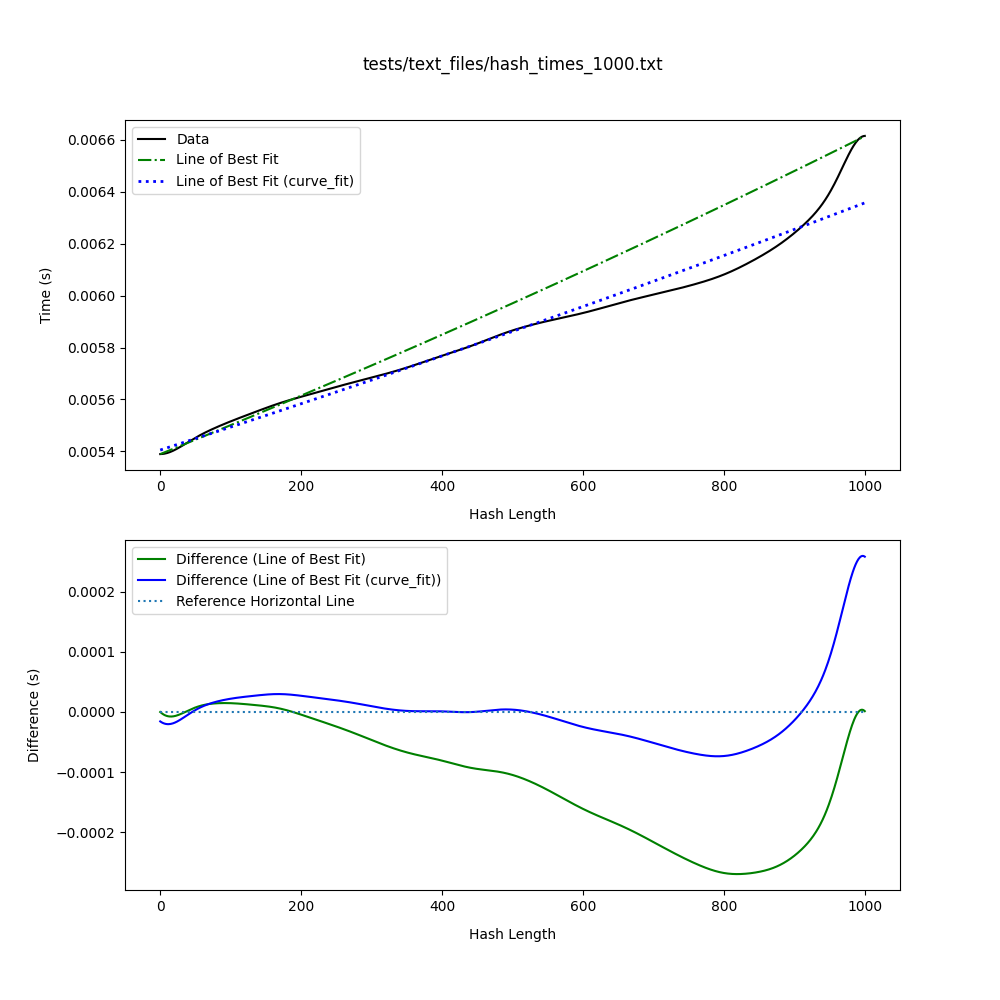 tests/text_files/hash_times_1000.txt
Data
Line of Best Fit
Line of Best Fit (curve_fit)
Time (s)
0.0066
0.0064
0.0062
0.0060
0.0058
0.0056
0.0054
0 200 400 600 800 1000
Hash Length
Difference (Line of Best Fit)
Difference (Line of Best Fit (curve_fit))
Reference Horizontal Line
Difference (s)
0.0002
0.0001
0.0000
−0.0001
−0.0002
0 200 400 600 800 1000
Hash Length